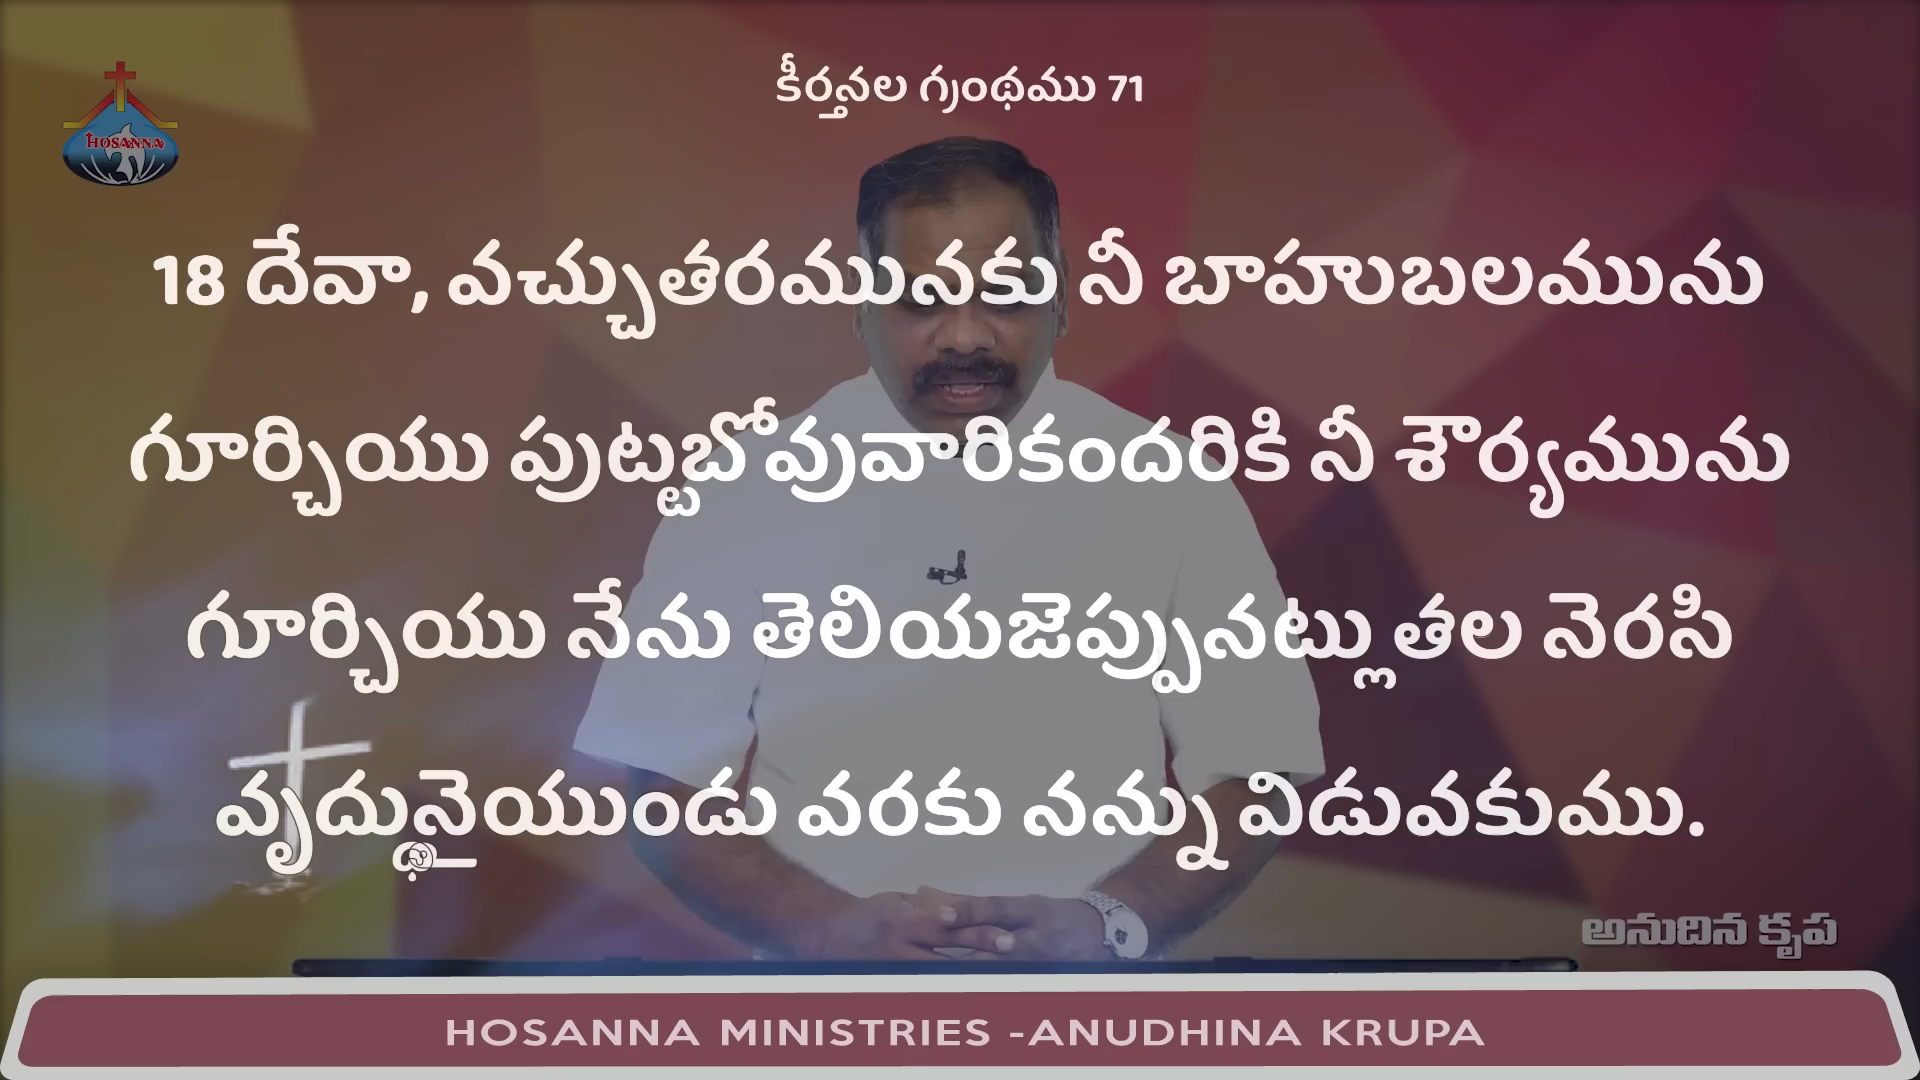 కీర్తనల గ్రంథము 71
HOSANNA
18 దేవా, వచ్చుతరమునకు నీ బాహుబలమును
గూర్చియు పుట్టబోవువారికందరికి నీ శౌర్యమును
గూర్చియు నేను తెలియజెప్పునట్లు తల నెరసి
వృద్ధునైయుండు వరకు నన్ను విడువకుము.
అనుదిన కృప
HOSANNA MINISTRIES -ANUDHINA KRUPA